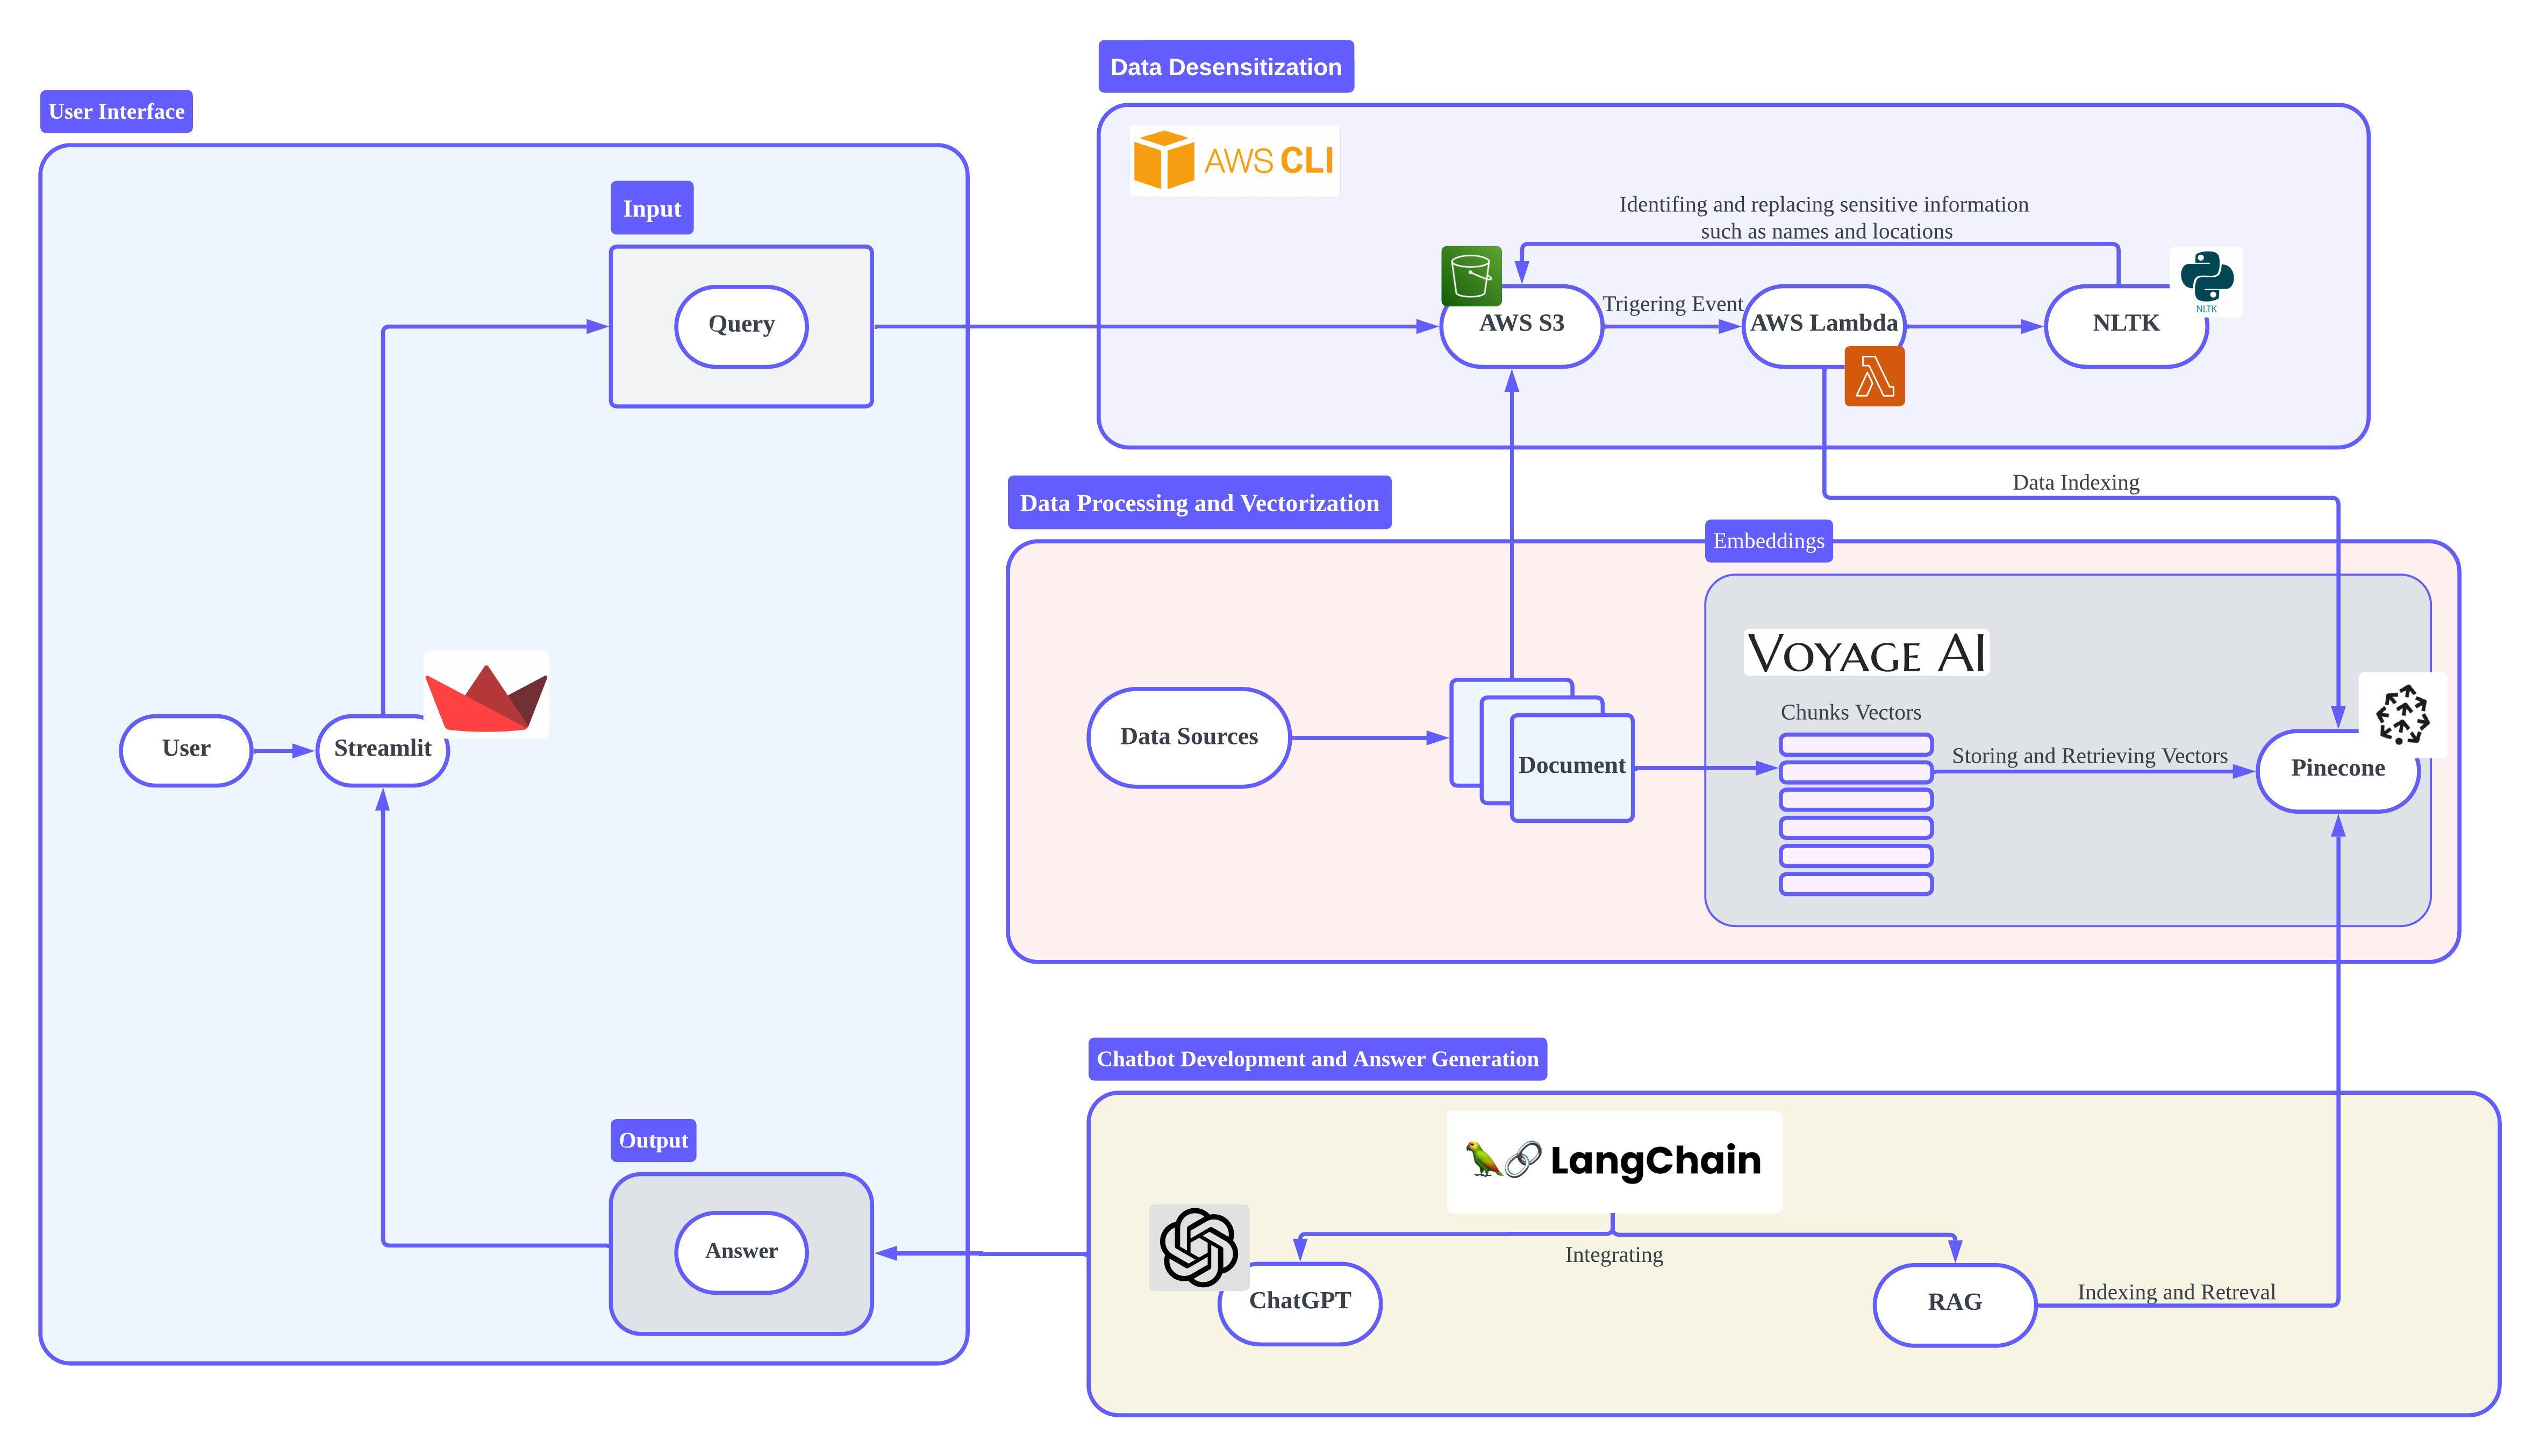 Data Desensitization
User Interface
AWS CLI
Input
Identifing and replacing sensitive information
such as names and locations
Query
Trigering Event
AWS S3
AWS Lambda
NLTK
NLTK
Data Indexing
Data Processing and Vectorization
Embeddings
VOYAGE AI
Chunks Vectors
User
Streamlit
Data Sources
Document
Storing and Retrieving Vectors
Pinecone
Chatbot Development and Answer Generation
Output
LangChain
Answer
Integrating
ChatGPT
RAG
Indexing and Retreval